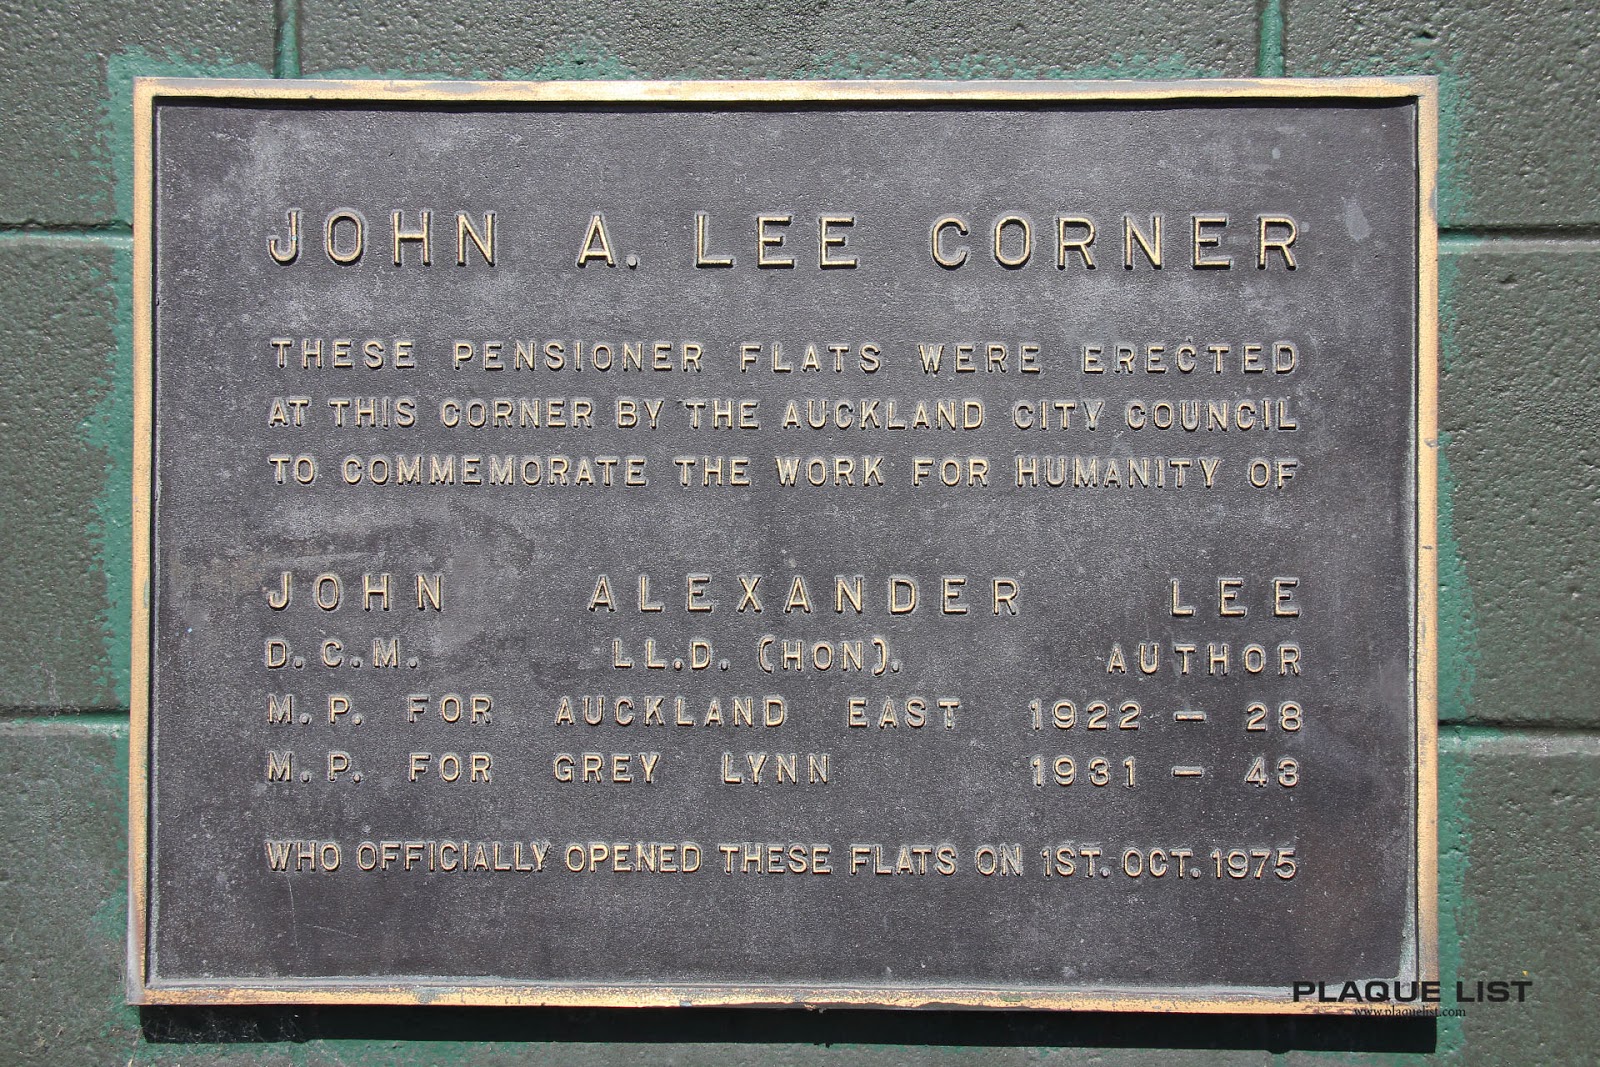 JOHN A. LEE CORNER
THESE PENSIONER FLATS WERE ERECTED
AT THIS CORNER BY THE AUCKLAND CITY COUNCIL
TO COMMEMORATE THE WORK FOR HUMANITY OF
JOHN ALEXANDER LEE
D.C.M. LL.D. (HON). AUTHOR
M.P. FOR AUCKLAND EAST 1922 – 28
M.P. FOR GREY LYNN 1931 – 43
WHO OFFICIALLY OPENED THESE FLATS ON 1ST. OCT. 1975
PLAQUE LIST
www.plaquelist.com